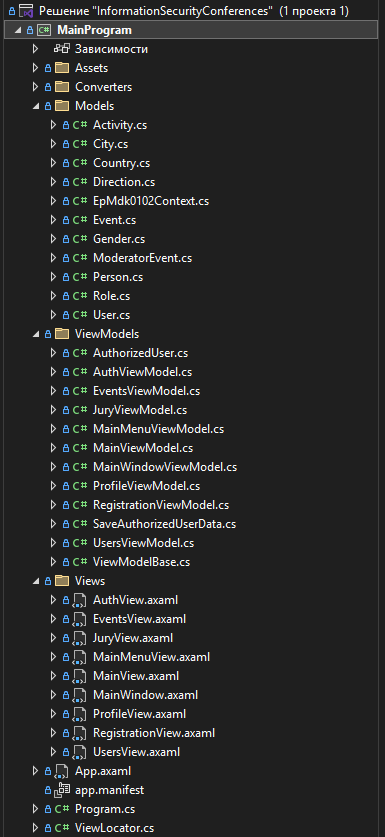 Решение "InformationSecurityConferences" (1 проекта 1)
MainProgram
Зависимости
Assets
Converters
Models
C# Activity.cs
C# City.cs
C# Country.cs
C# Direction.cs
C# EpMdk0102Context.cs
C# Event.cs
C# Gender.cs
C# ModeratorEvent.cs
C# Person.cs
C# Role.cs
C# User.cs
ViewModels
C# AuthorizedUser.cs
C# AuthViewModel.cs
C# EventsViewModel.cs
C# JuryViewModel.cs
C# MainMenuViewModel.cs
C# MainViewModel.cs
C# MainWindowViewModel.cs
C# ProfileViewModel.cs
C# RegistrationViewModel.cs
C# SaveAuthorizedUserData.cs
C# UsersViewModel.cs
C# ViewModelBase.cs
Views
AuthView.axaml
EventsView.axaml
JuryView.axaml
MainMenuView.axaml
MainView.axaml
MainWindow.axaml
ProfileView.axaml
RegistrationView.axaml
UsersView.axaml
App.axaml
app.manifest
C# Program.cs
C# ViewLocator.cs